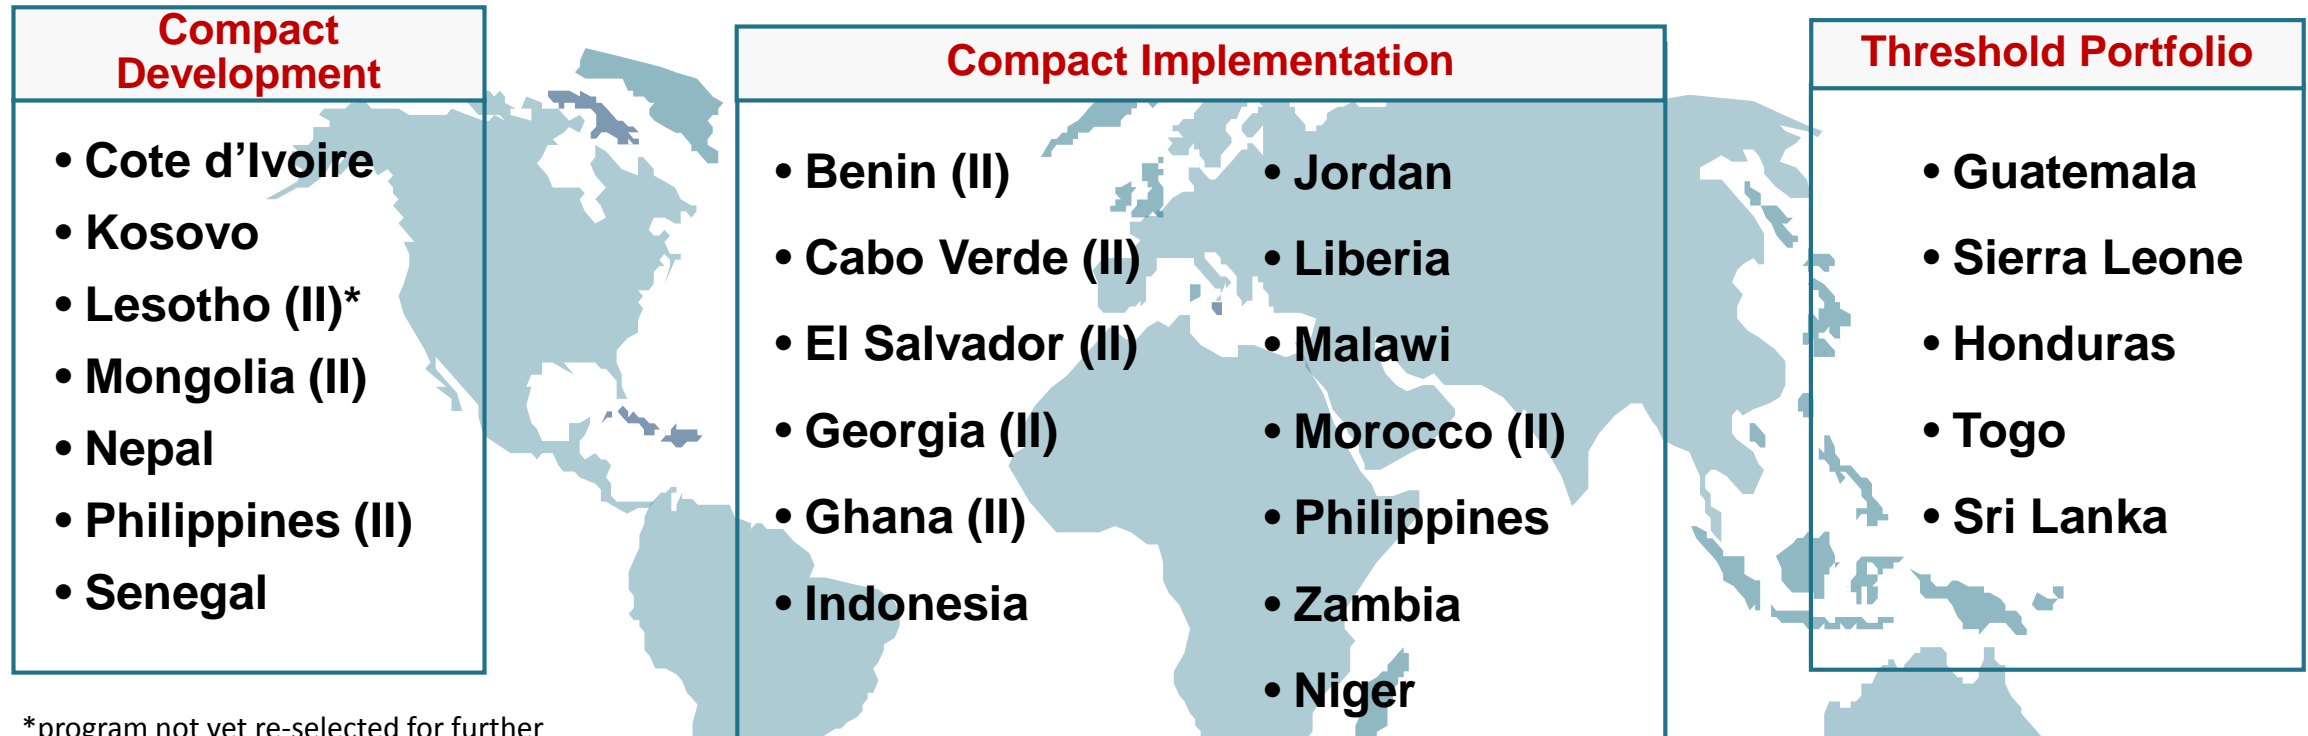 Compact
Development
• Cote d’Ivoire
• Kosovo
• Lesotho (II)*
• Mongolia (II)
• Nepal
• Philippines (II)
• Senegal
*program not yet re-selected for further
Compact Implementation
• Benin (II)
• Cabo Verde (II)
• El Salvador (II)
• Georgia (II)
• Ghana (II)
• Indonesia
• Jordan
• Liberia
• Malawi
• Morocco (II)
• Philippines
• Zambia
• Niger
Threshold Portfolio
• Guatemala
• Sierra Leone
• Honduras
• Togo
• Sri Lanka